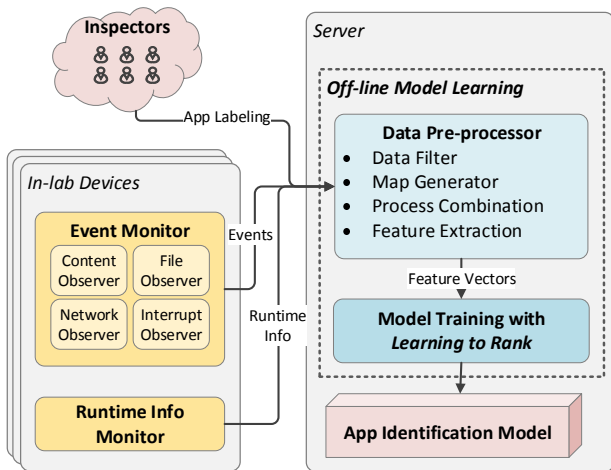 Inspectors
App Labeling
In-lab Devices
Event Monitor
Content
Observer
File
Observer
Network
Observer
Interrupt
Observer
Runtime Info
Monitor
Events
Runtime
Info
Server
Off-line Model Learning
Data Pre-processor
• Data Filter
• Map Generator
• Process Combination
• Feature Extraction
Feature Vectors
Model Training with
Learning to Rank
App Identification Model